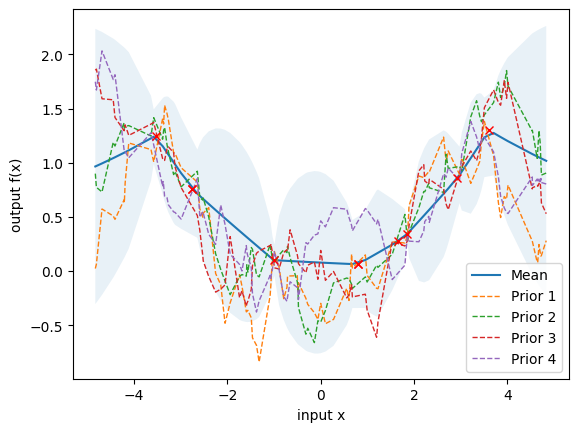 output f(x)
2.0
1.5
1.0
0.5
0.0
−0.5
−4
−2
0
2
4
input x
Mean
Prior 1
Prior 2
Prior 3
Prior 4